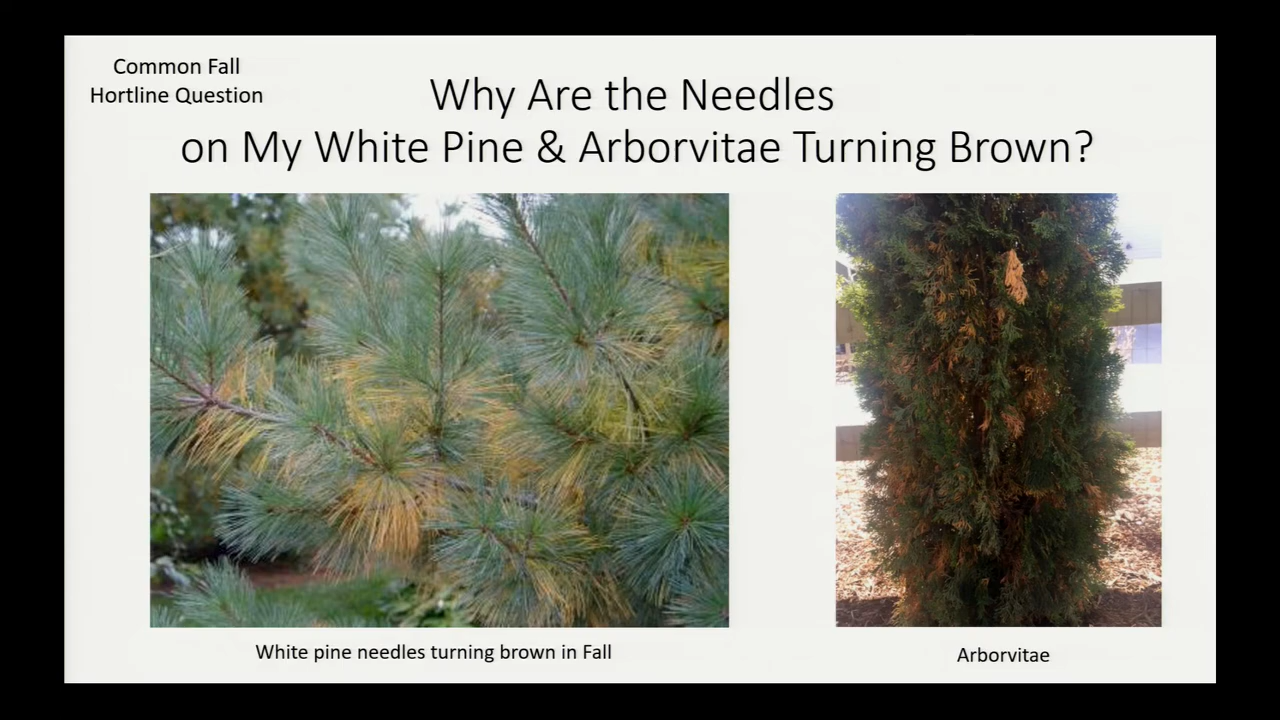 Common Fall
Hortline Question
Why Are the Needles
on My White Pine & Arborvitae Turning Brown?
White pine needles turning brown in Fall
Arborvitae